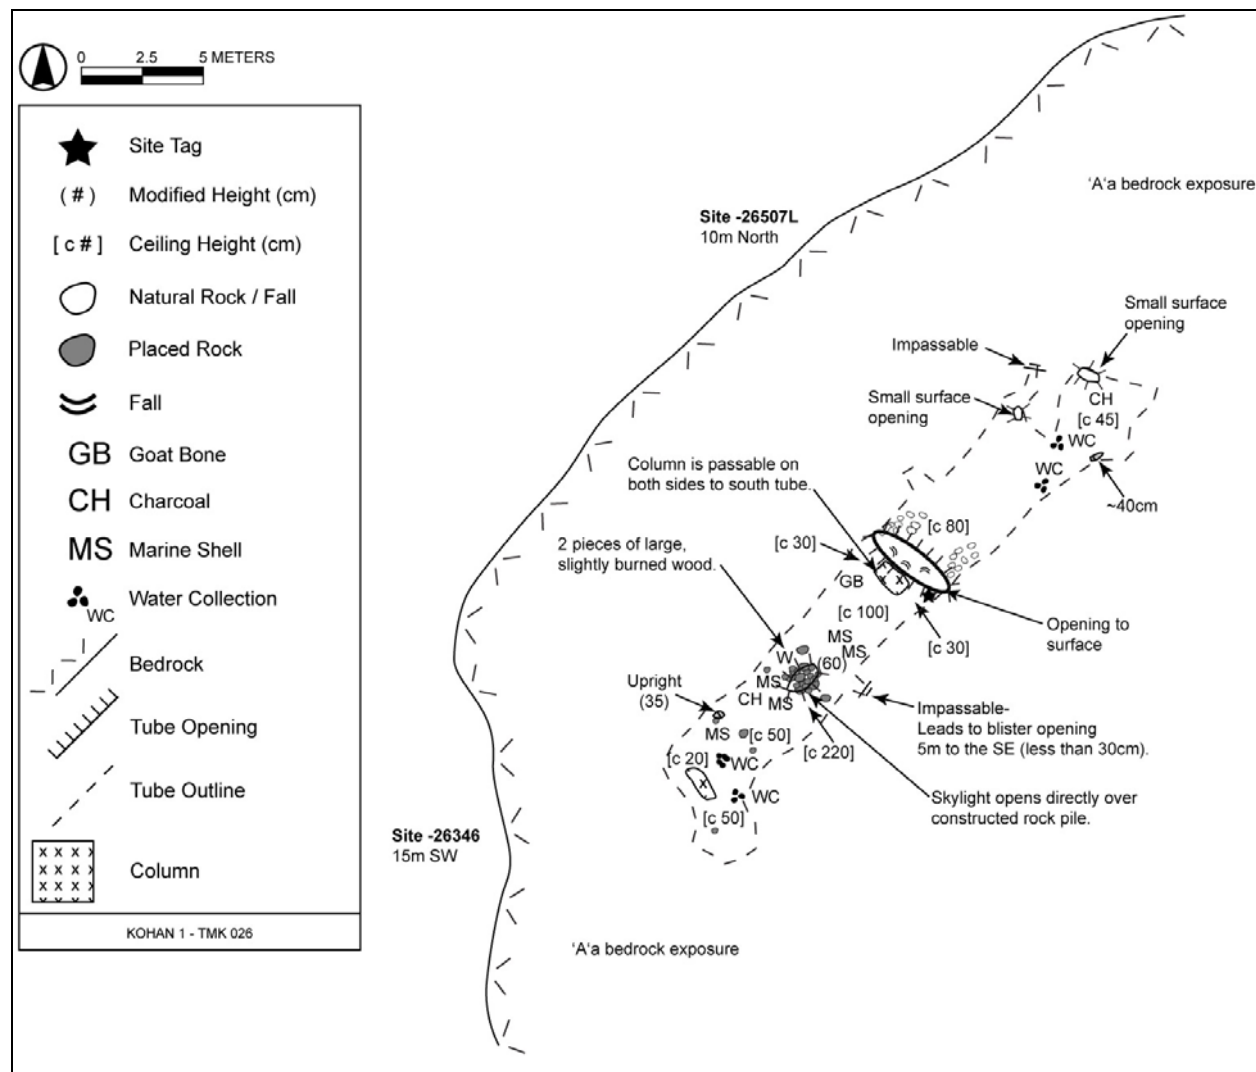 0 2.5 5 METERS
Site Tag
( # ) Modified Height (cm)
[ c # ] Ceiling Height (cm)
Natural Rock / Fall
Placed Rock
Fall
GB Goat Bone
CH Charcoal
MS Marine Shell
WC Water Collection
Bedrock
Tube Opening
Tube Outline
x x x x
x x x x
x x x x
Column
KOHAN 1 - TMK 026
'A'a bedrock exposure
Site -26507L
10m North
Small surface
opening
Impassable
CH
[c 45]
Small surface
opening
WC
WC
~40cm
Column is passable on
both sides to south tube.
[c 80]
[c 30]
2 pieces of large,
slightly burned wood.
GB
x x
x
[c 100]
Opening to
surface
[c 30]
MS
MS
W
(60)
Upright
(35)
MS
CH
MS
Impassable-
Leads to blister opening
5m to the SE (less than 30cm).
MS
[c 50]
[c 220]
[c 20]
WC
x
WC
Skylight opens directly over
constructed rock pile.
[c 50]
Site -26346
15m SW
'A'a bedrock exposure